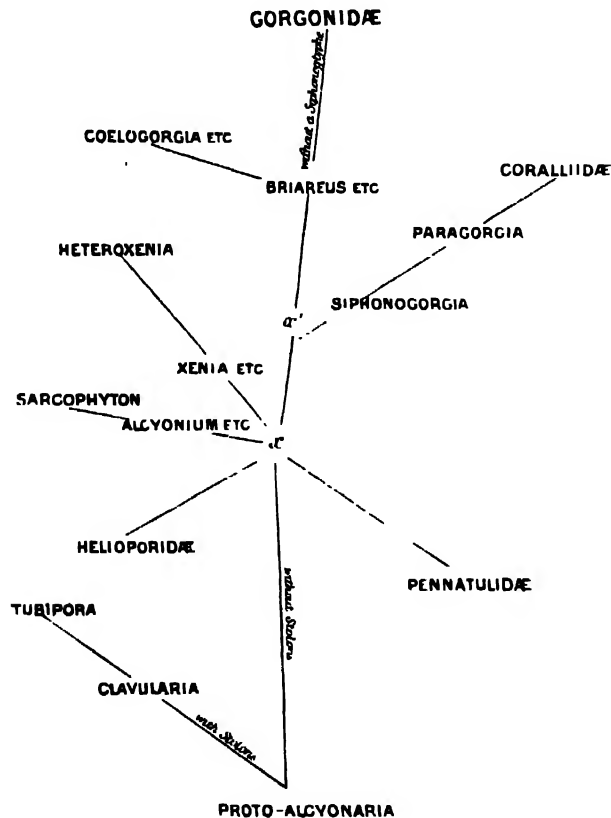 GORGONIDÆ
without a Siphonoglyphe
COELOGORGIA ETC
BRIAREUS ETC
CORALLIIDÆ
PARAGORGIA
HETEROXENIA
SIPHONOGORGIA
x'
XENIA ETC
SARCOPHYTON
ALCYONIUM ETC
x
HELIOPORIDÆ
PENNATULIDÆ
without Stolons
TUBIPORA
CLAVULARIA
with Stolons
PROTO-ALCYONARIA